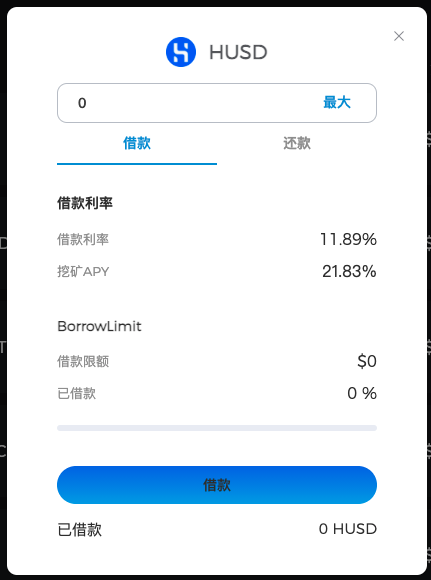 HUSD
0 最大
借款 还款
借款利率
借款利率 11.89%
挖矿APY 21.83%
BorrowLimit
借款限额 $0
已借款 0 %
借款
已借款 0 HUSD